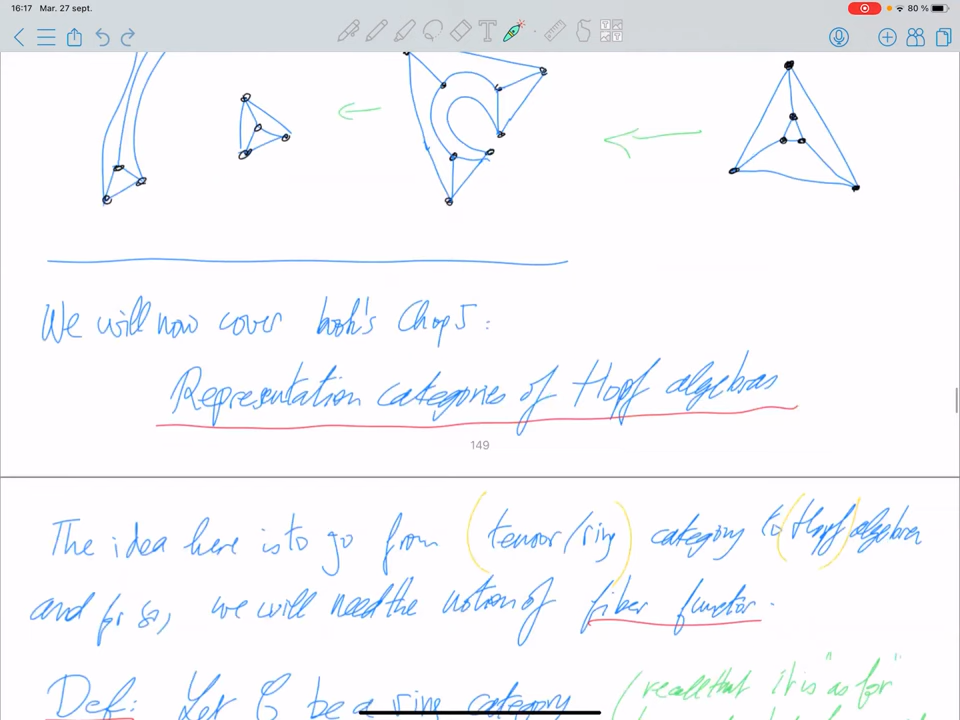 16:17 Mar. 27 sept.
80 %
We will now cover book's Chap 5 :
Representation categories of Hopf algebras
149
The idea here is to go from (tensor/ring) category to (Hopf) algebra
and for so, we will need the notion of fiber functor.
Def: Let C be a ring category (recall that it is "as for"